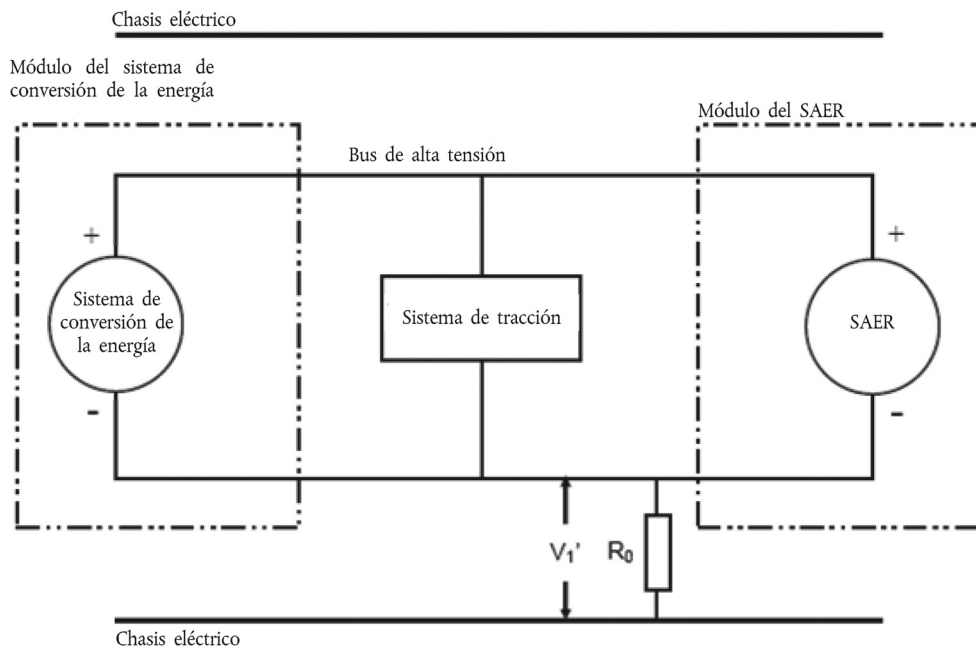 Chasis eléctrico
Módulo del sistema de
conversión de la energía
Módulo del SAER
Bus de alta tensión
+
+
Sistema de
conversión de
la energía
Sistema de tracción
SAER
-
-
V₁' R₀
Chasis eléctrico